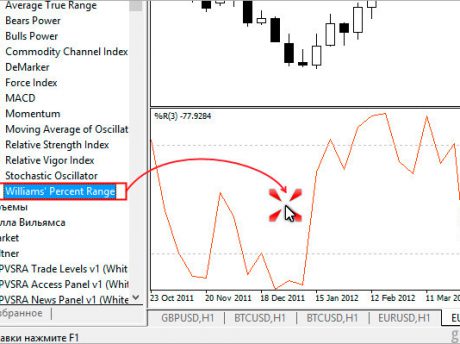 Average True Range
Bears Power
Bulls Power
Commodity Channel Index
DeMarker
Force Index
MACD
Momentum
Moving Average of Oscillat
Relative Strength Index
Relative Vigor Index
Stochastic Oscillator
Williams' Percent Range
ъемы
лла Вильямса
arket
ltner
PVSRA Trade Levels v1 (White
PVSRA Access Panel v1 (Whit
PVSRA News Panel v1 (White
збранное
авки нажмите F1
%R(3) -77.9284
23 Oct 2011
20 Nov 2011
18 Dec 2011
15 Jan 2012
12 Feb 2012
11 Mar 20
GBPUSD,H1
BTCUSD,H1
BTCUSD,H1
EURUSD,H1
EU